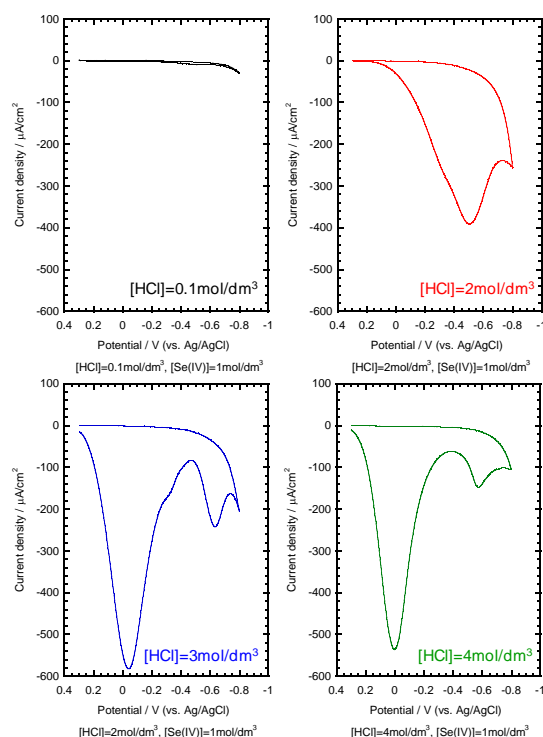 100
0
-100
-200
-300
-400
-500
-600
Current density / μA/cm²
[HCl]=0.1mol/dm³
0.4 0.2 0 -0.2 -0.4 -0.6 -0.8 -1
Potential / V (vs. Ag/AgCl)
[HCl]=0.1mol/dm³, [Se(IV)]=1mol/dm³
100
0
-100
-200
-300
-400
-500
-600
Current density / μA/cm²
[HCl]=2mol/dm³
0.4 0.2 0 -0.2 -0.4 -0.6 -0.8 -1
Potential / V (vs. Ag/AgCl)
[HCl]=2mol/dm³, [Se(IV)]=1mol/dm³
100
0
-100
-200
-300
-400
-500
-600
Current density / μA/cm²
[HCl]=3mol/dm³
0.4 0.2 0 -0.2 -0.4 -0.6 -0.8 -1
Potential / V (vs. Ag/AgCl)
[HCl]=2mol/dm³, [Se(IV)]=1mol/dm³
100
0
-100
-200
-300
-400
-500
-600
Current density / μA/cm²
[HCl]=4mol/dm³
0.4 0.2 0 -0.2 -0.4 -0.6 -0.8 -1
Potential / V (vs. Ag/AgCl)
[HCl]=4mol/dm³, [Se(IV)]=1mol/dm³